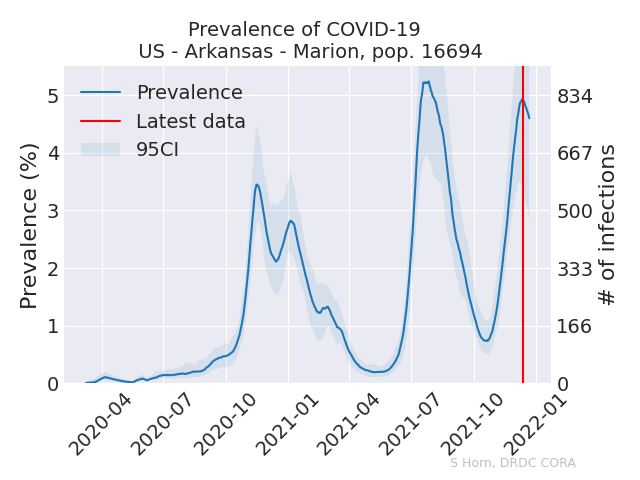 Prevalence of COVID-19
US - Arkansas - Marion, pop. 16694
Prevalence
Latest data
95CI
Prevalence (%)
5
4
3
2
1
0
834
667
500
333
166
0
# of infections
2020-04
2020-07
2020-10
2021-01
2021-04
2021-07
2021-10
2022-01
S Horn, DRDC CORA